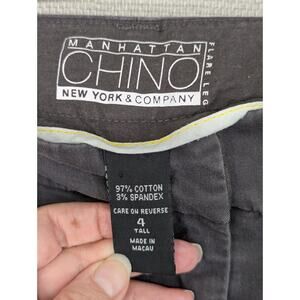 MANHATTAN
CHINO
NEW YORK & COMPANY
FLARE LEG
97% COTTON
3% SPANDEX
CARE ON REVERSE
4
TALL
MADE IN
MACAU